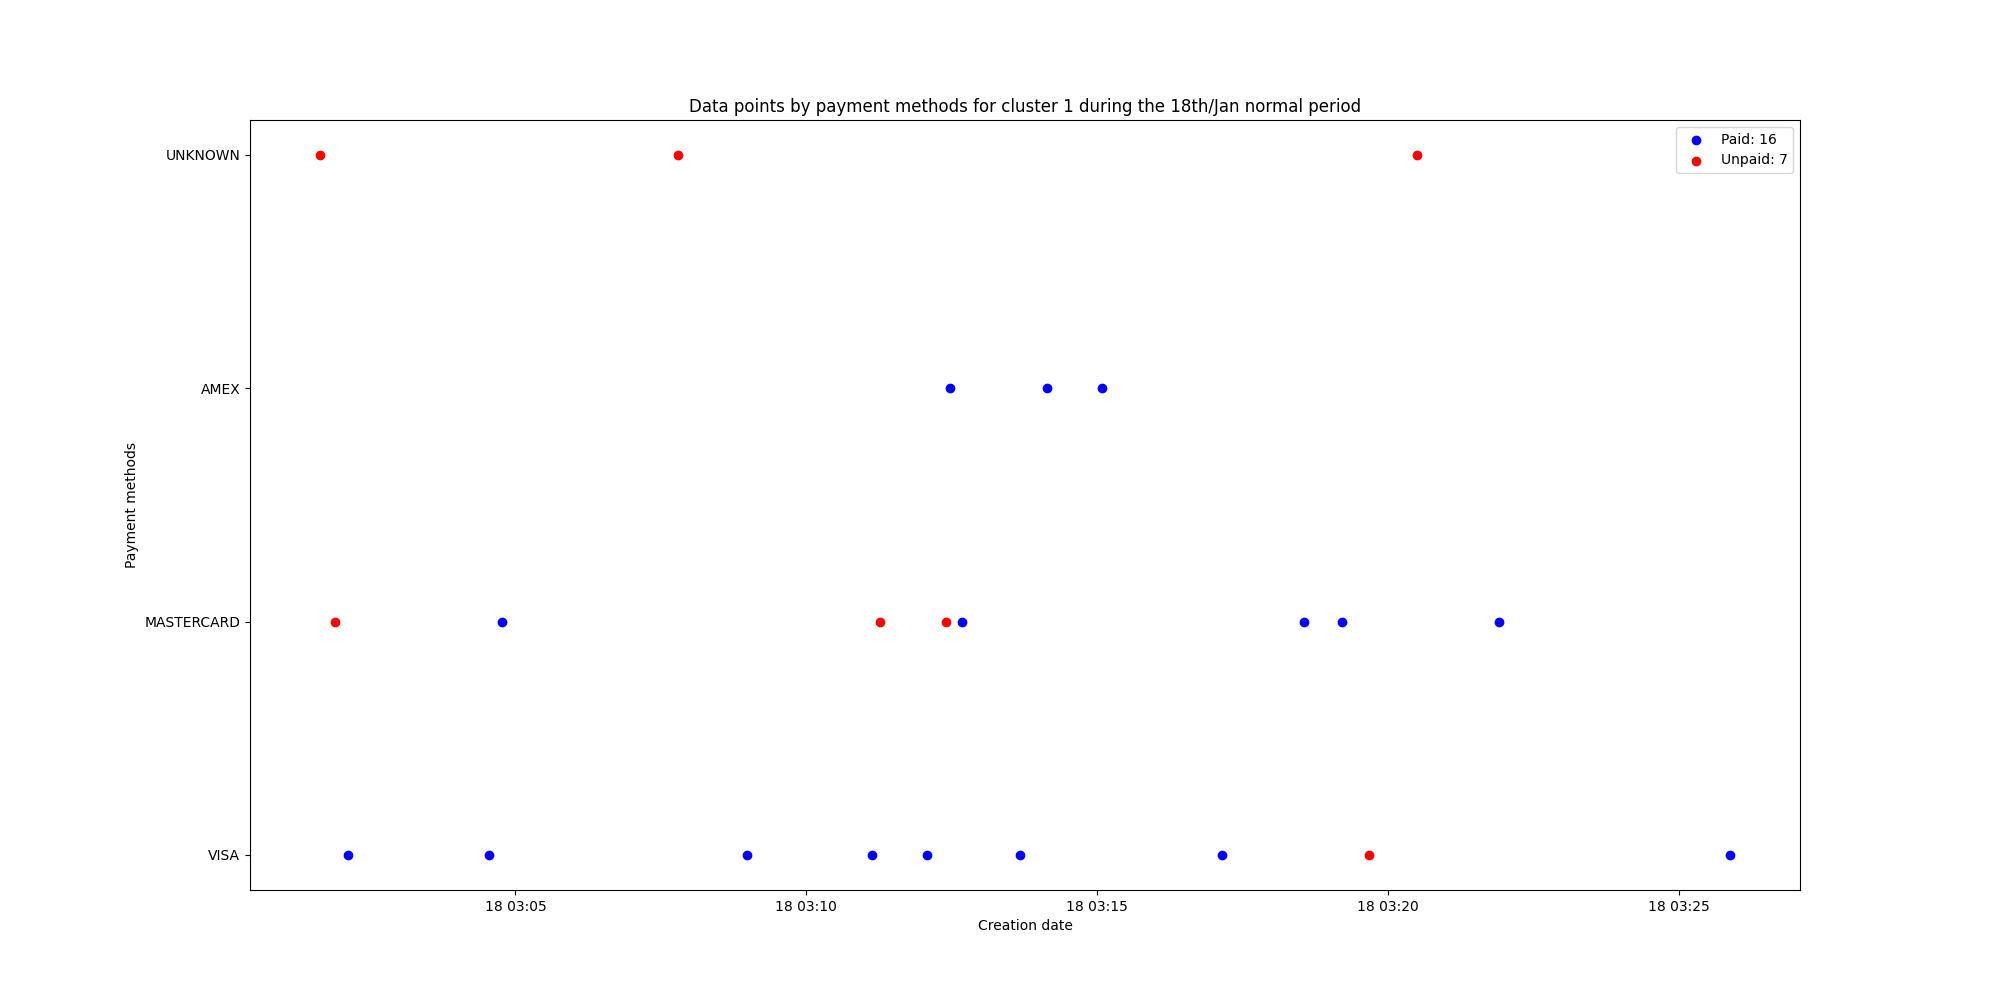 Data points by payment methods for cluster 1 during the 18th/Jan normal period
Paid: 16
Unpaid: 7
UNKNOWN
AMEX
MASTERCARD
VISA
Payment methods
18 03:05
18 03:10
18 03:15
18 03:20
18 03:25
Creation date